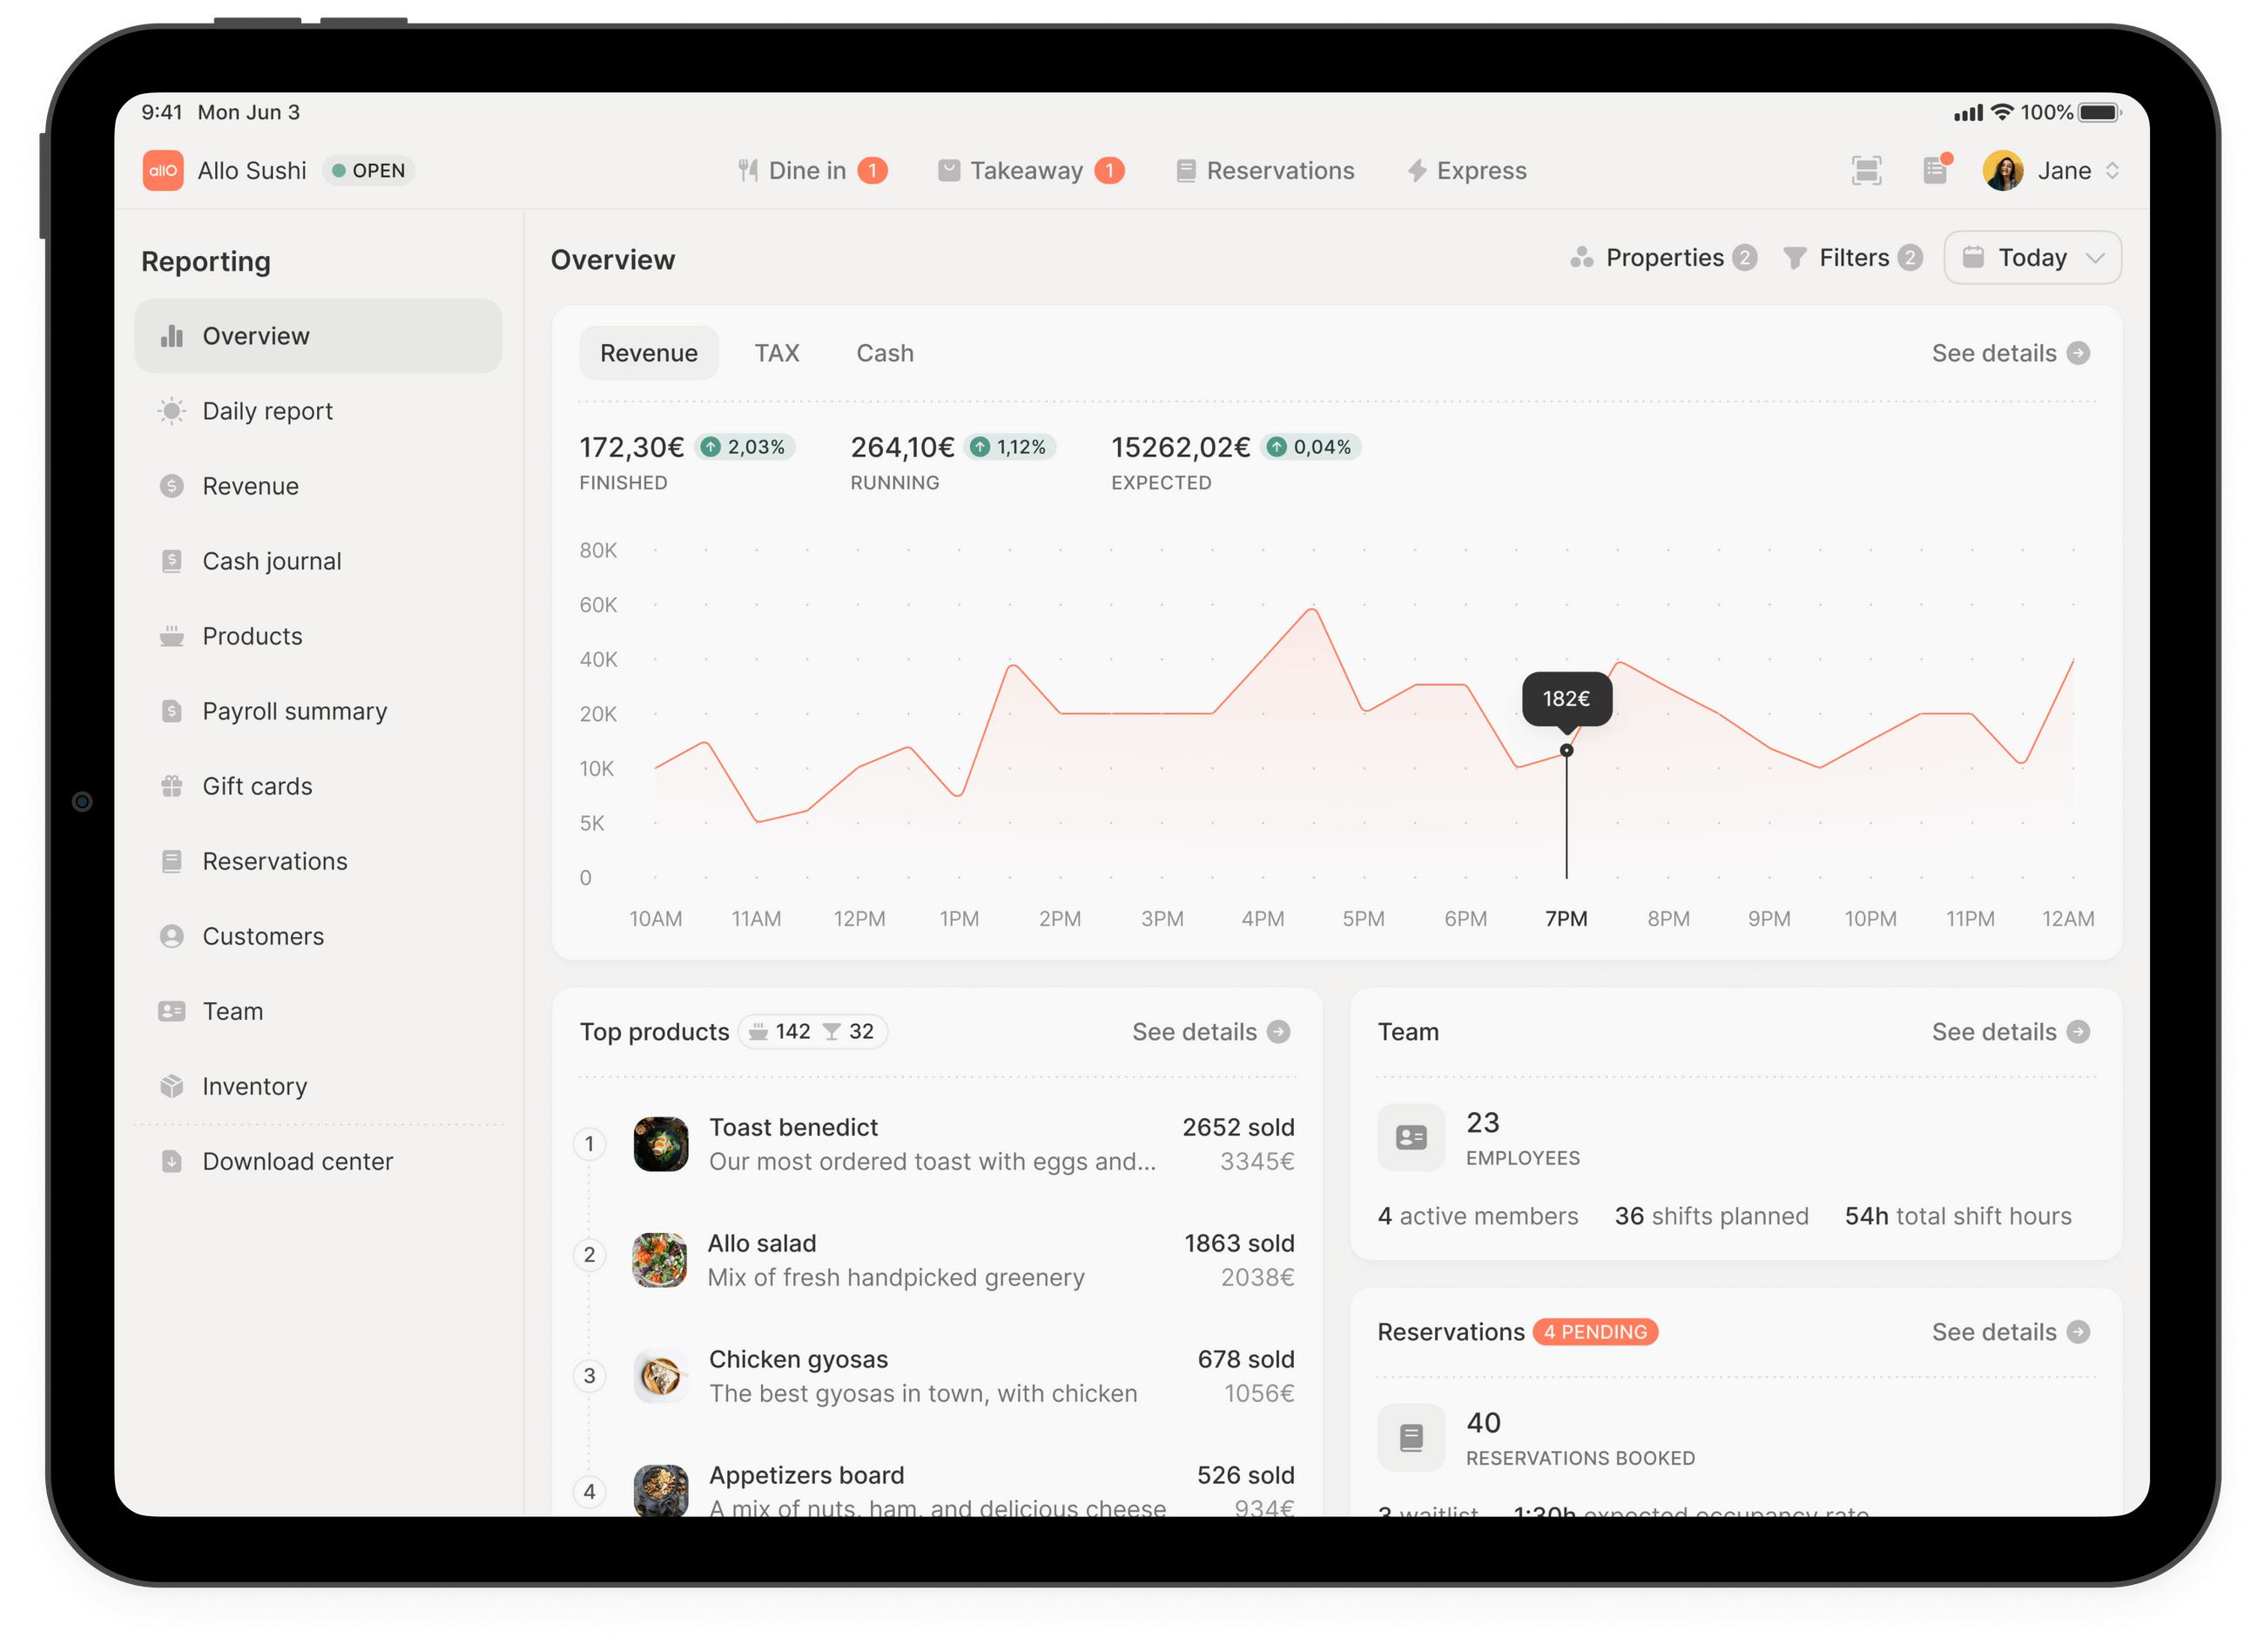 9:41 Mon Jun 3
100%
allO Allo Sushi OPEN
Dine in 1 Takeaway 1 Reservations Express
Jane
Reporting
Overview
Daily report
Revenue
Cash journal
Products
Payroll summary
Gift cards
Reservations
Customers
Team
Inventory
Download center
Overview
Properties 2 Filters 2 Today
Revenue TAX Cash See details
172,30€ 2,03% 264,10€ 1,12% 15262,02€ 0,04%
FINISHED RUNNING EXPECTED
80K
60K
40K
20K
10K
5K
0
182€
10AM 11AM 12PM 1PM 2PM 3PM 4PM 5PM 6PM 7PM 8PM 9PM 10PM 11PM 12AM
Top products 142 32 See details
1 Toast benedict 2652 sold
Our most ordered toast with eggs and... 3345€
2 Allo salad 1863 sold
Mix of fresh handpicked greenery 2038€
3 Chicken gyosas 678 sold
The best gyosas in town, with chicken 1056€
4 Appetizers board 526 sold
A mix of nuts, ham, and delicious cheese 934€
Team See details
23
EMPLOYEES
4 active members 36 shifts planned 54h total shift hours
Reservations 4 PENDING See details
40
RESERVATIONS BOOKED
3 waitlist 1:30h expected occupancy rate